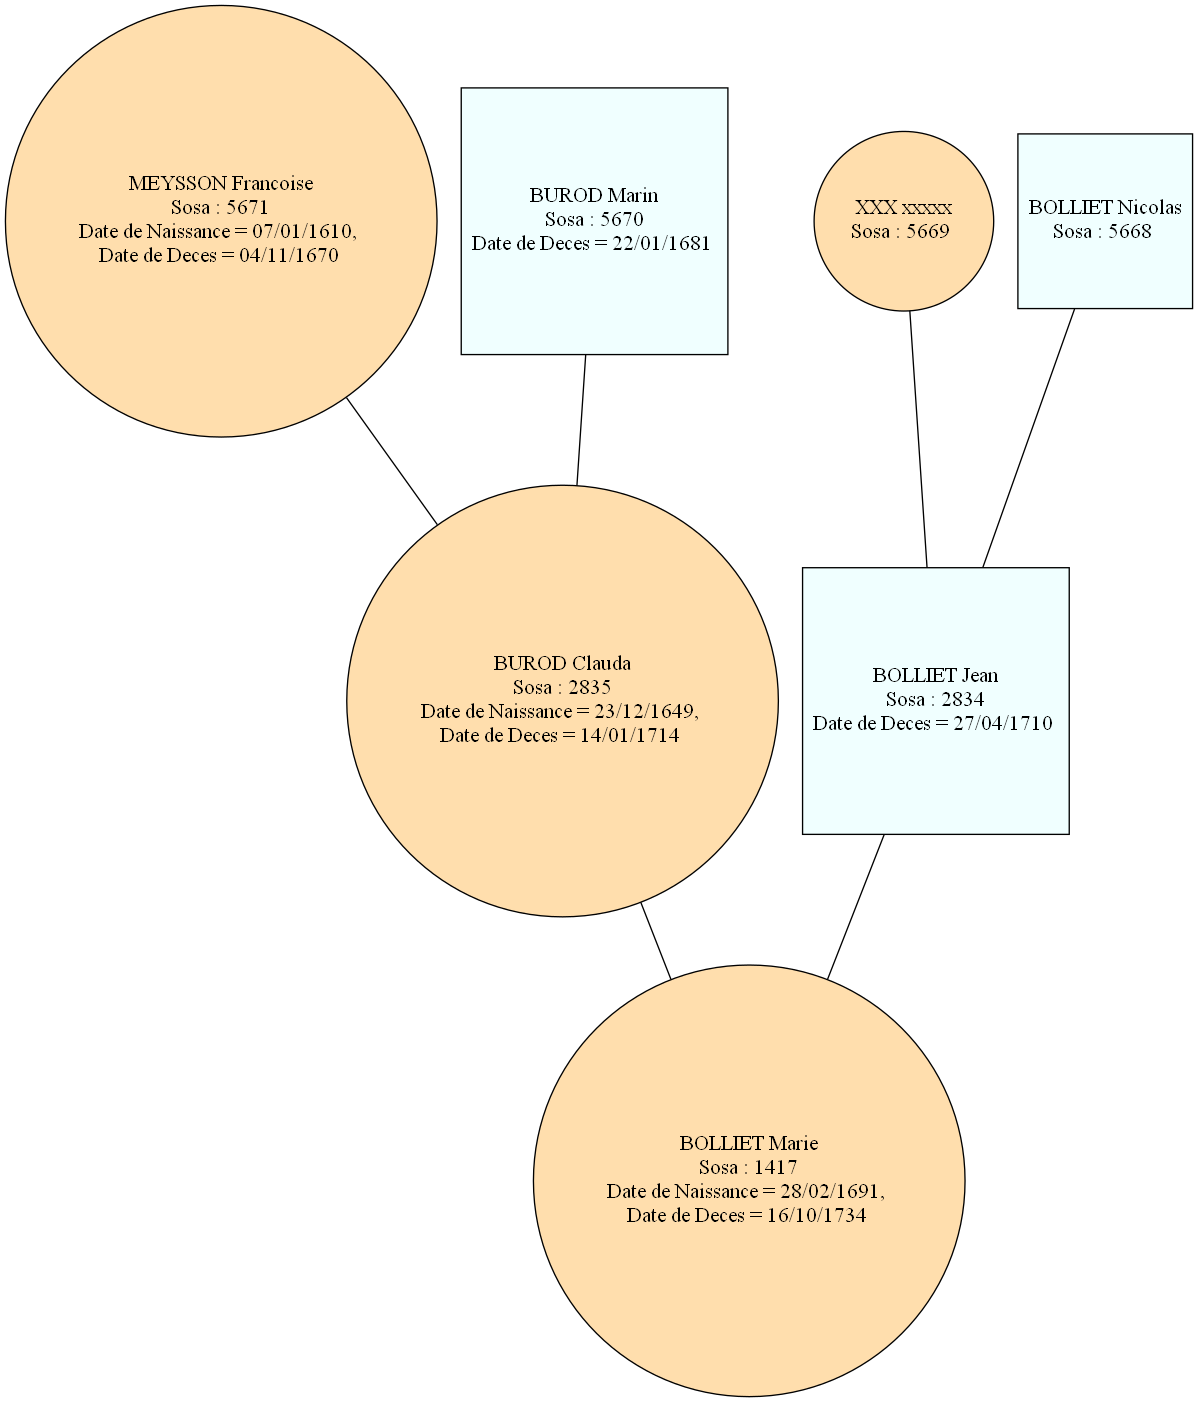 MEYSSON Francoise
Sosa : 5671
Date de Naissance = 07/01/1610,
Date de Deces = 04/11/1670
BUROD Marin
Sosa : 5670
Date de Deces = 22/01/1681
XXX xxxxx
Sosa : 5669
BOLLIET Nicolas
Sosa : 5668
BUROD Clauda
Sosa : 2835
Date de Naissance = 23/12/1649,
Date de Deces = 14/01/1714
BOLLIET Jean
Sosa : 2834
Date de Deces = 27/04/1710
BOLLIET Marie
Sosa : 1417
Date de Naissance = 28/02/1691,
Date de Deces = 16/10/1734